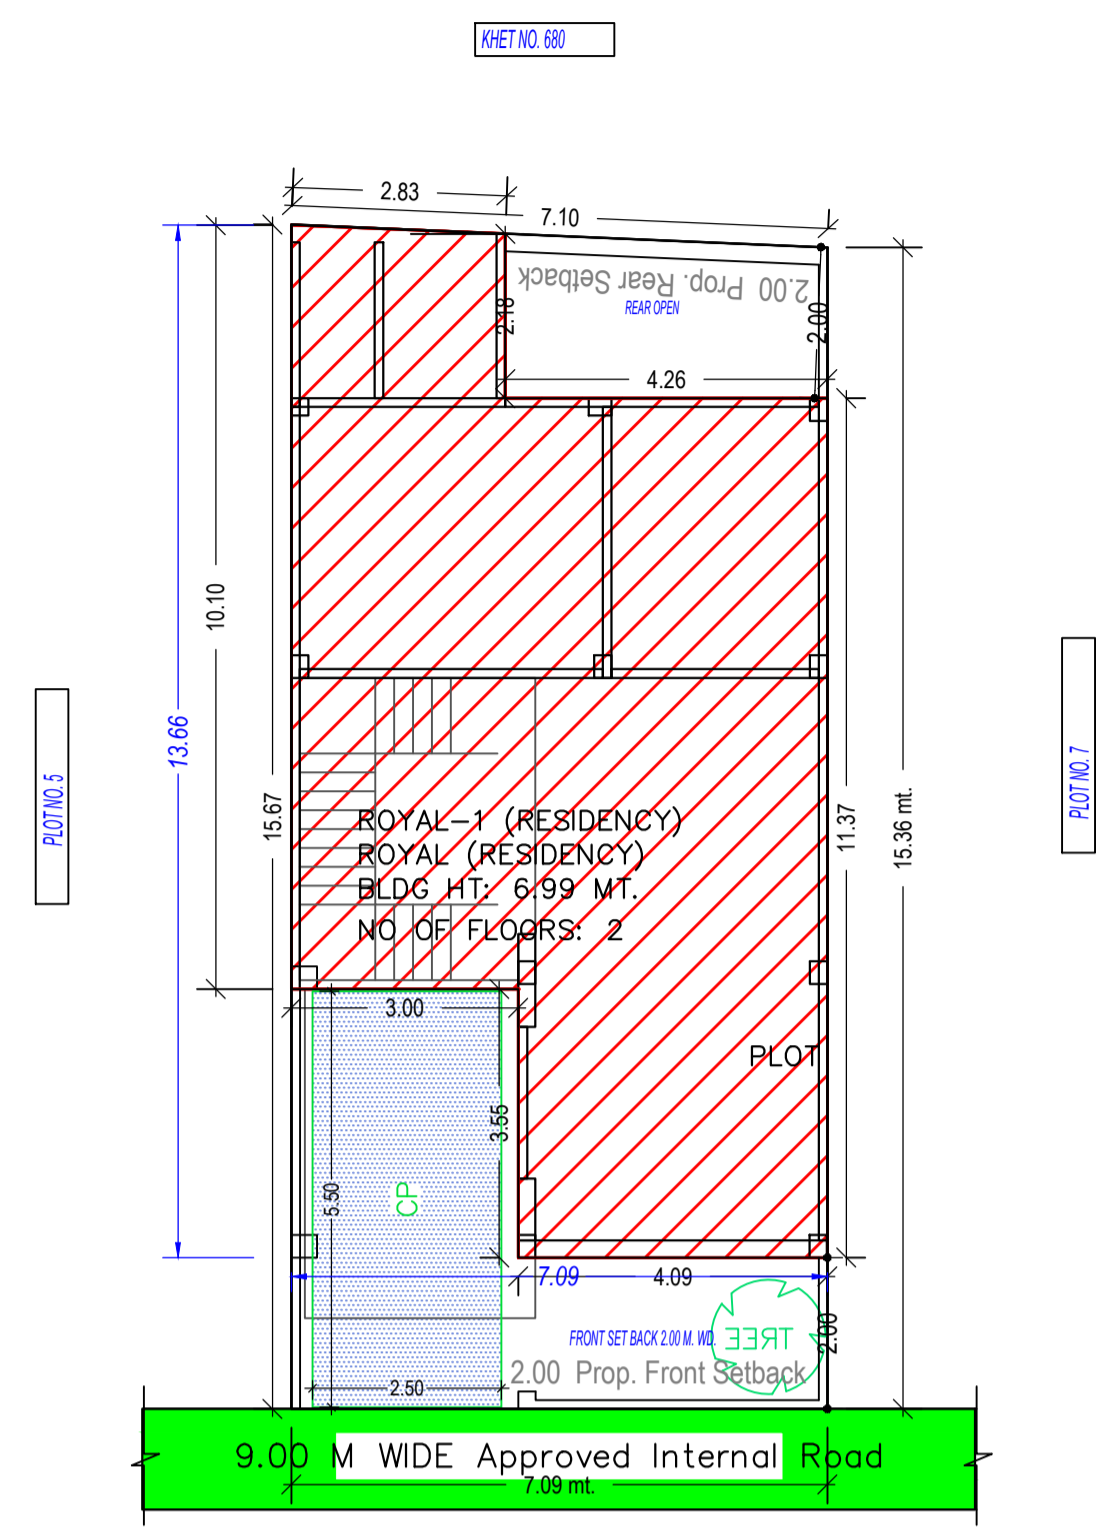 KHET NO. 680
2.83
7.10
2.00 Prop. Rear Setback
REAR OPEN
2.18
2.00
4.26
10.10
13.66
PLOT NO. 5
PLOT NO. 7
15.67
11.37
15.36 mt.
ROYAL-1 (RESIDENCY)
ROYAL (RESIDENCY)
BLDG HT: 6.99 MT.
NO OF FLOORS: 2
3.00
PLOT
3.55
5.50
CP
7.09
4.09
FRONT SET BACK 2.00 M. WD.
TREE
2.00
2.00 Prop. Front Setback
2.50
9.00 M WIDE Approved Internal Road
7.09 mt.